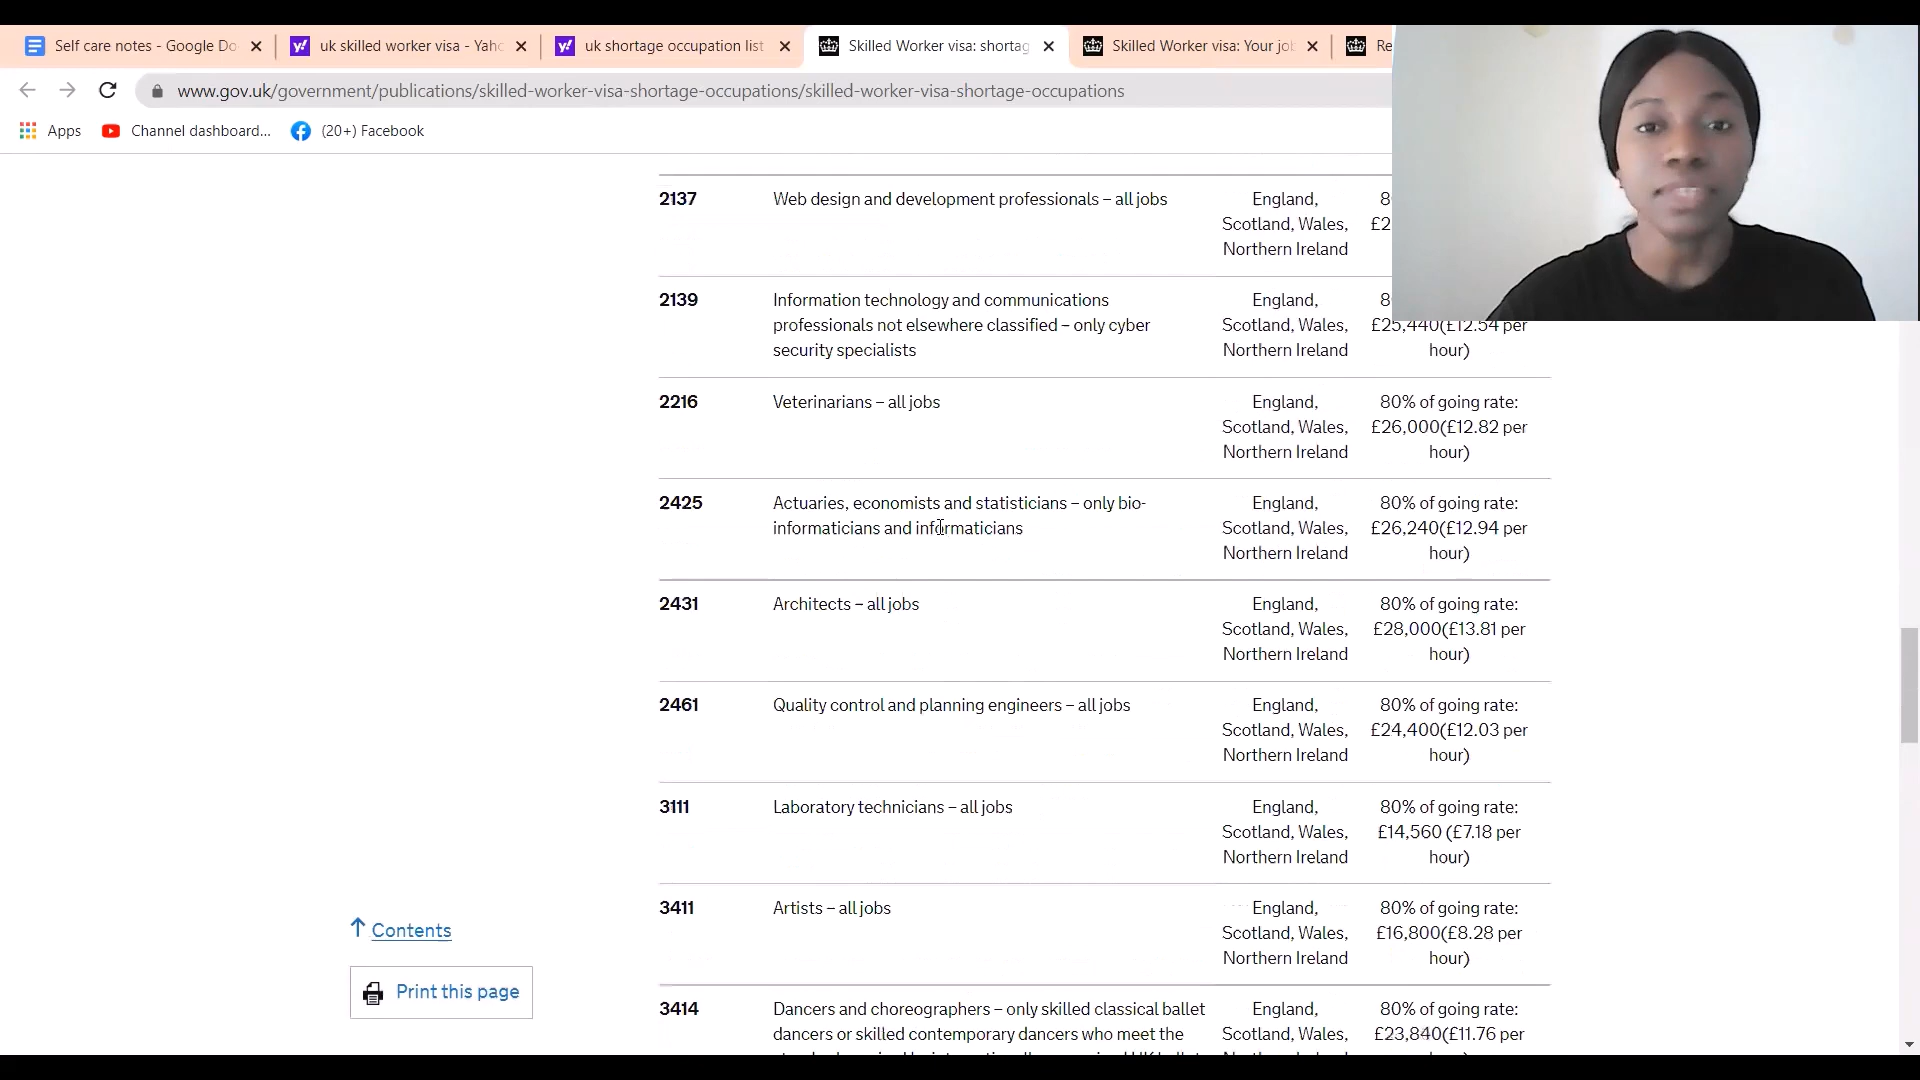 Self care notes - Google Do
uk skilled worker visa - Yaho
uk shortage occupation list
Skilled Worker visa: shortag
Skilled Worker visa: Your job
Re
www.gov.uk/government/publications/skilled-worker-visa-shortage-occupations/skilled-worker-visa-shortage-occupations
Apps
Channel dashboard...
(20+) Facebook
2137
Web design and development professionals – all jobs
England,
Scotland, Wales,
Northern Ireland
8
£2
2139
Information technology and communications
professionals not elsewhere classified – only cyber
security specialists
England,
Scotland, Wales,
Northern Ireland
8
£25,440(£12.54 per
hour)
2216
Veterinarians – all jobs
England,
Scotland, Wales,
Northern Ireland
80% of going rate:
£26,000(£12.82 per
hour)
2425
Actuaries, economists and statisticians – only bio-
informaticians and informaticians
England,
Scotland, Wales,
Northern Ireland
80% of going rate:
£26,240(£12.94 per
hour)
2431
Architects – all jobs
England,
Scotland, Wales,
Northern Ireland
80% of going rate:
£28,000(£13.81 per
hour)
2461
Quality control and planning engineers – all jobs
England,
Scotland, Wales,
Northern Ireland
80% of going rate:
£24,400(£12.03 per
hour)
3111
Laboratory technicians – all jobs
England,
Scotland, Wales,
Northern Ireland
80% of going rate:
£14,560 (£7.18 per
hour)
3411
Artists – all jobs
England,
Scotland, Wales,
Northern Ireland
80% of going rate:
£16,800(£8.28 per
hour)
3414
Dancers and choreographers – only skilled classical ballet
dancers or skilled contemporary dancers who meet the
England,
Scotland, Wales,
80% of going rate:
£23,840(£11.76 per
Contents
Print this page